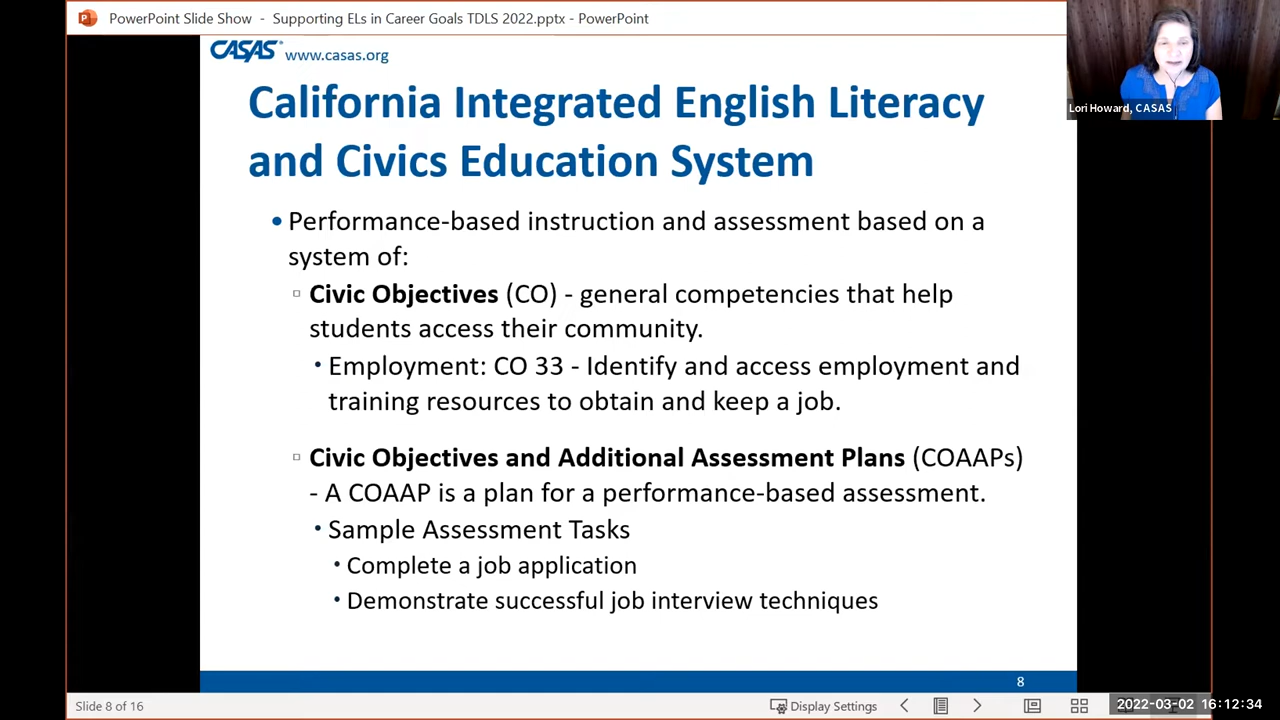 PowerPoint Slide Show - Supporting ELs in Career Goals TDLS 2022.pptx - PowerPoint
CASAS www.casas.org
Lori Howard, CASAS
California Integrated English Literacy
and Civics Education System
• Performance-based instruction and assessment based on a
system of:
▫ Civic Objectives (CO) - general competencies that help
students access their community.
• Employment: CO 33 - Identify and access employment and
training resources to obtain and keep a job.
▫ Civic Objectives and Additional Assessment Plans (COAAPs)
- A COAAP is a plan for a performance-based assessment.
• Sample Assessment Tasks
• Complete a job application
• Demonstrate successful job interview techniques
8
Slide 8 of 16
Display Settings
2022-03-02 16:12:34